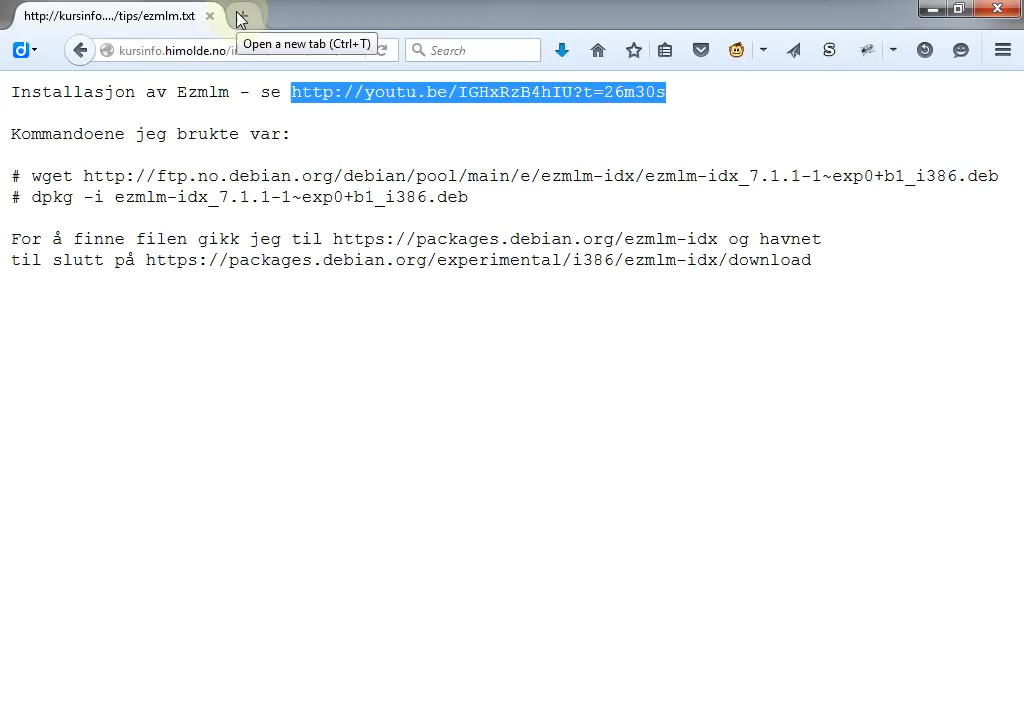 http://kursinfo..../tips/ezmlm.txt
Open a new tab (Ctrl+T)
kursinfo.himolde.no/i
Search
Installasjon av Ezmlm - se http://youtu.be/IGHxRzB4hIU?t=26m30s
Kommandoene jeg brukte var:
# wget http://ftp.no.debian.org/debian/pool/main/e/ezmlm-idx/ezmlm-idx_7.1.1-1~exp0+b1_i386.deb
# dpkg -i ezmlm-idx_7.1.1-1~exp0+b1_i386.deb
For å finne filen gikk jeg til https://packages.debian.org/ezmlm-idx og havnet
til slutt på https://packages.debian.org/experimental/i386/ezmlm-idx/download